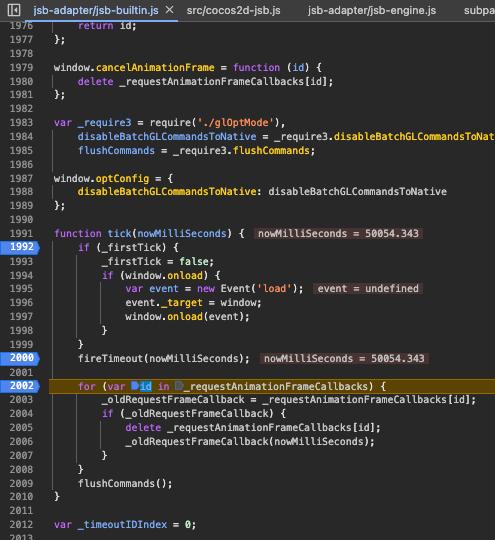 jsb-adapter/jsb-builtin.js × src/cocos2d-jsb.js jsb-adapter/jsb-engine.js subpa
1976 return id;
1977 };
1978
1979 window.cancelAnimationFrame = function (id) {
1980 delete _requestAnimationFrameCallbacks[id];
1981 };
1982
1983 var _require3 = require('./glOptMode'),
1984 disableBatchGLCommandsToNative = _require3.disableBatchGLCommandsToNat
1985 flushCommands = _require3.flushCommands;
1986
1987 window.optConfig = {
1988 disableBatchGLCommandsToNative: disableBatchGLCommandsToNative
1989 };
1990
1991 function tick(nowMilliSeconds) { nowMilliSeconds = 50054.343
1992 if (_firstTick) {
1993 _firstTick = false;
1994 if (window.onload) {
1995 var event = new Event('load'); event = undefined
1996 event._target = window;
1997 window.onload(event);
1998 }
1999 }
2000 fireTimeout(nowMilliSeconds); nowMilliSeconds = 50054.343
2001
2002 for (var id in _requestAnimationFrameCallbacks) {
2003 _oldRequestFrameCallback = _requestAnimationFrameCallbacks[id];
2004 if (_oldRequestFrameCallback) {
2005 delete _requestAnimationFrameCallbacks[id];
2006 _oldRequestFrameCallback(nowMilliSeconds);
2007 }
2008 }
2009 flushCommands();
2010 }
2011
2012 var _timeoutIDIndex = 0;
2013